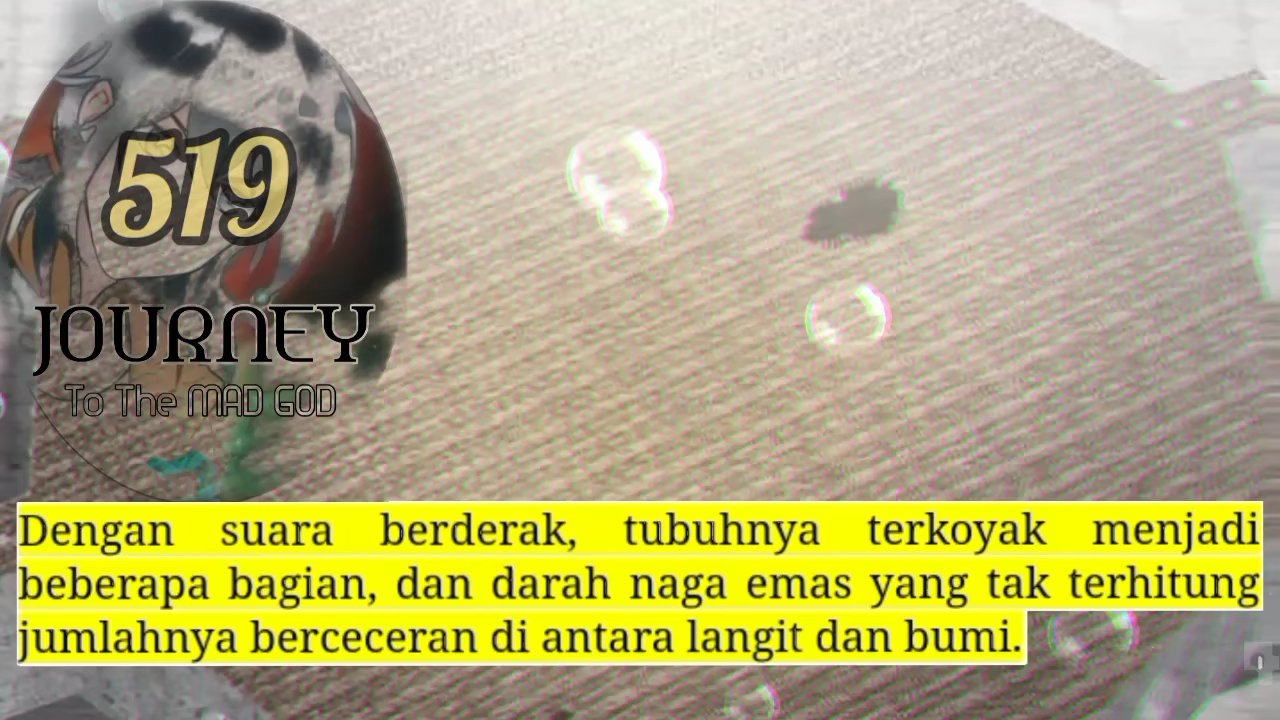 519
JOURNEY
To The MAD GOD
Dengan suara berderak, tubuhnya terkoyak menjadi
beberapa bagian, dan darah naga emas yang tak terhitung
jumlahnya berceceran di antara langit dan bumi.